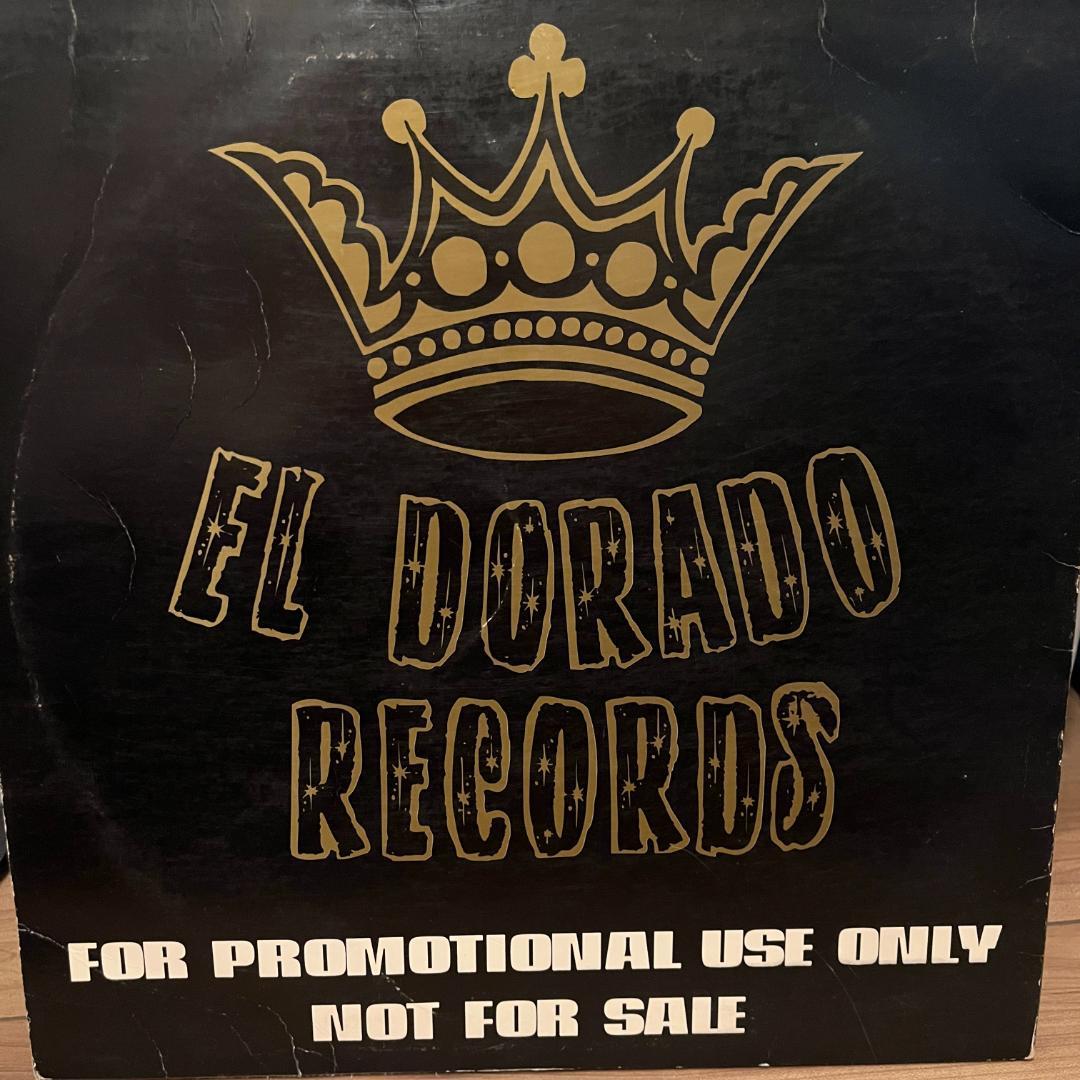 EL DORADO
RECORDS
FOR PROMOTIONAL USE ONLY
NOT FOR SALE